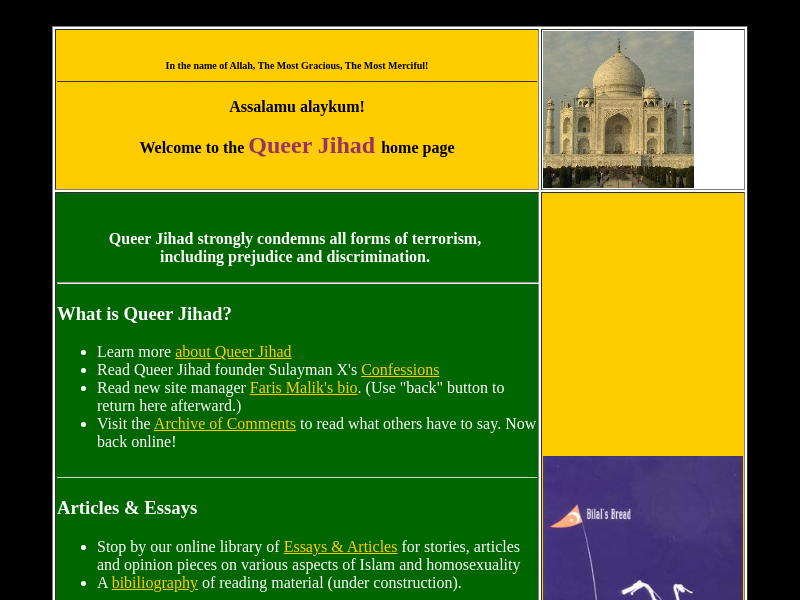 In the name of Allah, The Most Gracious, The Most Merciful!
Assalamu alaykum!
Welcome to the Queer Jihad home page
Queer Jihad strongly condemns all forms of terrorism,
including prejudice and discrimination.
What is Queer Jihad?
Learn more about Queer Jihad
Read Queer Jihad founder Sulayman X's Confessions
Read new site manager Faris Malik's bio. (Use "back" button to
return here afterward.)
Visit the Archive of Comments to read what others have to say. Now
back online!
Articles & Essays
Stop by our online library of Essays & Articles for stories, articles
and opinion pieces on various aspects of Islam and homosexuality
A bibiliography of reading material (under construction).
Bilal's Bread